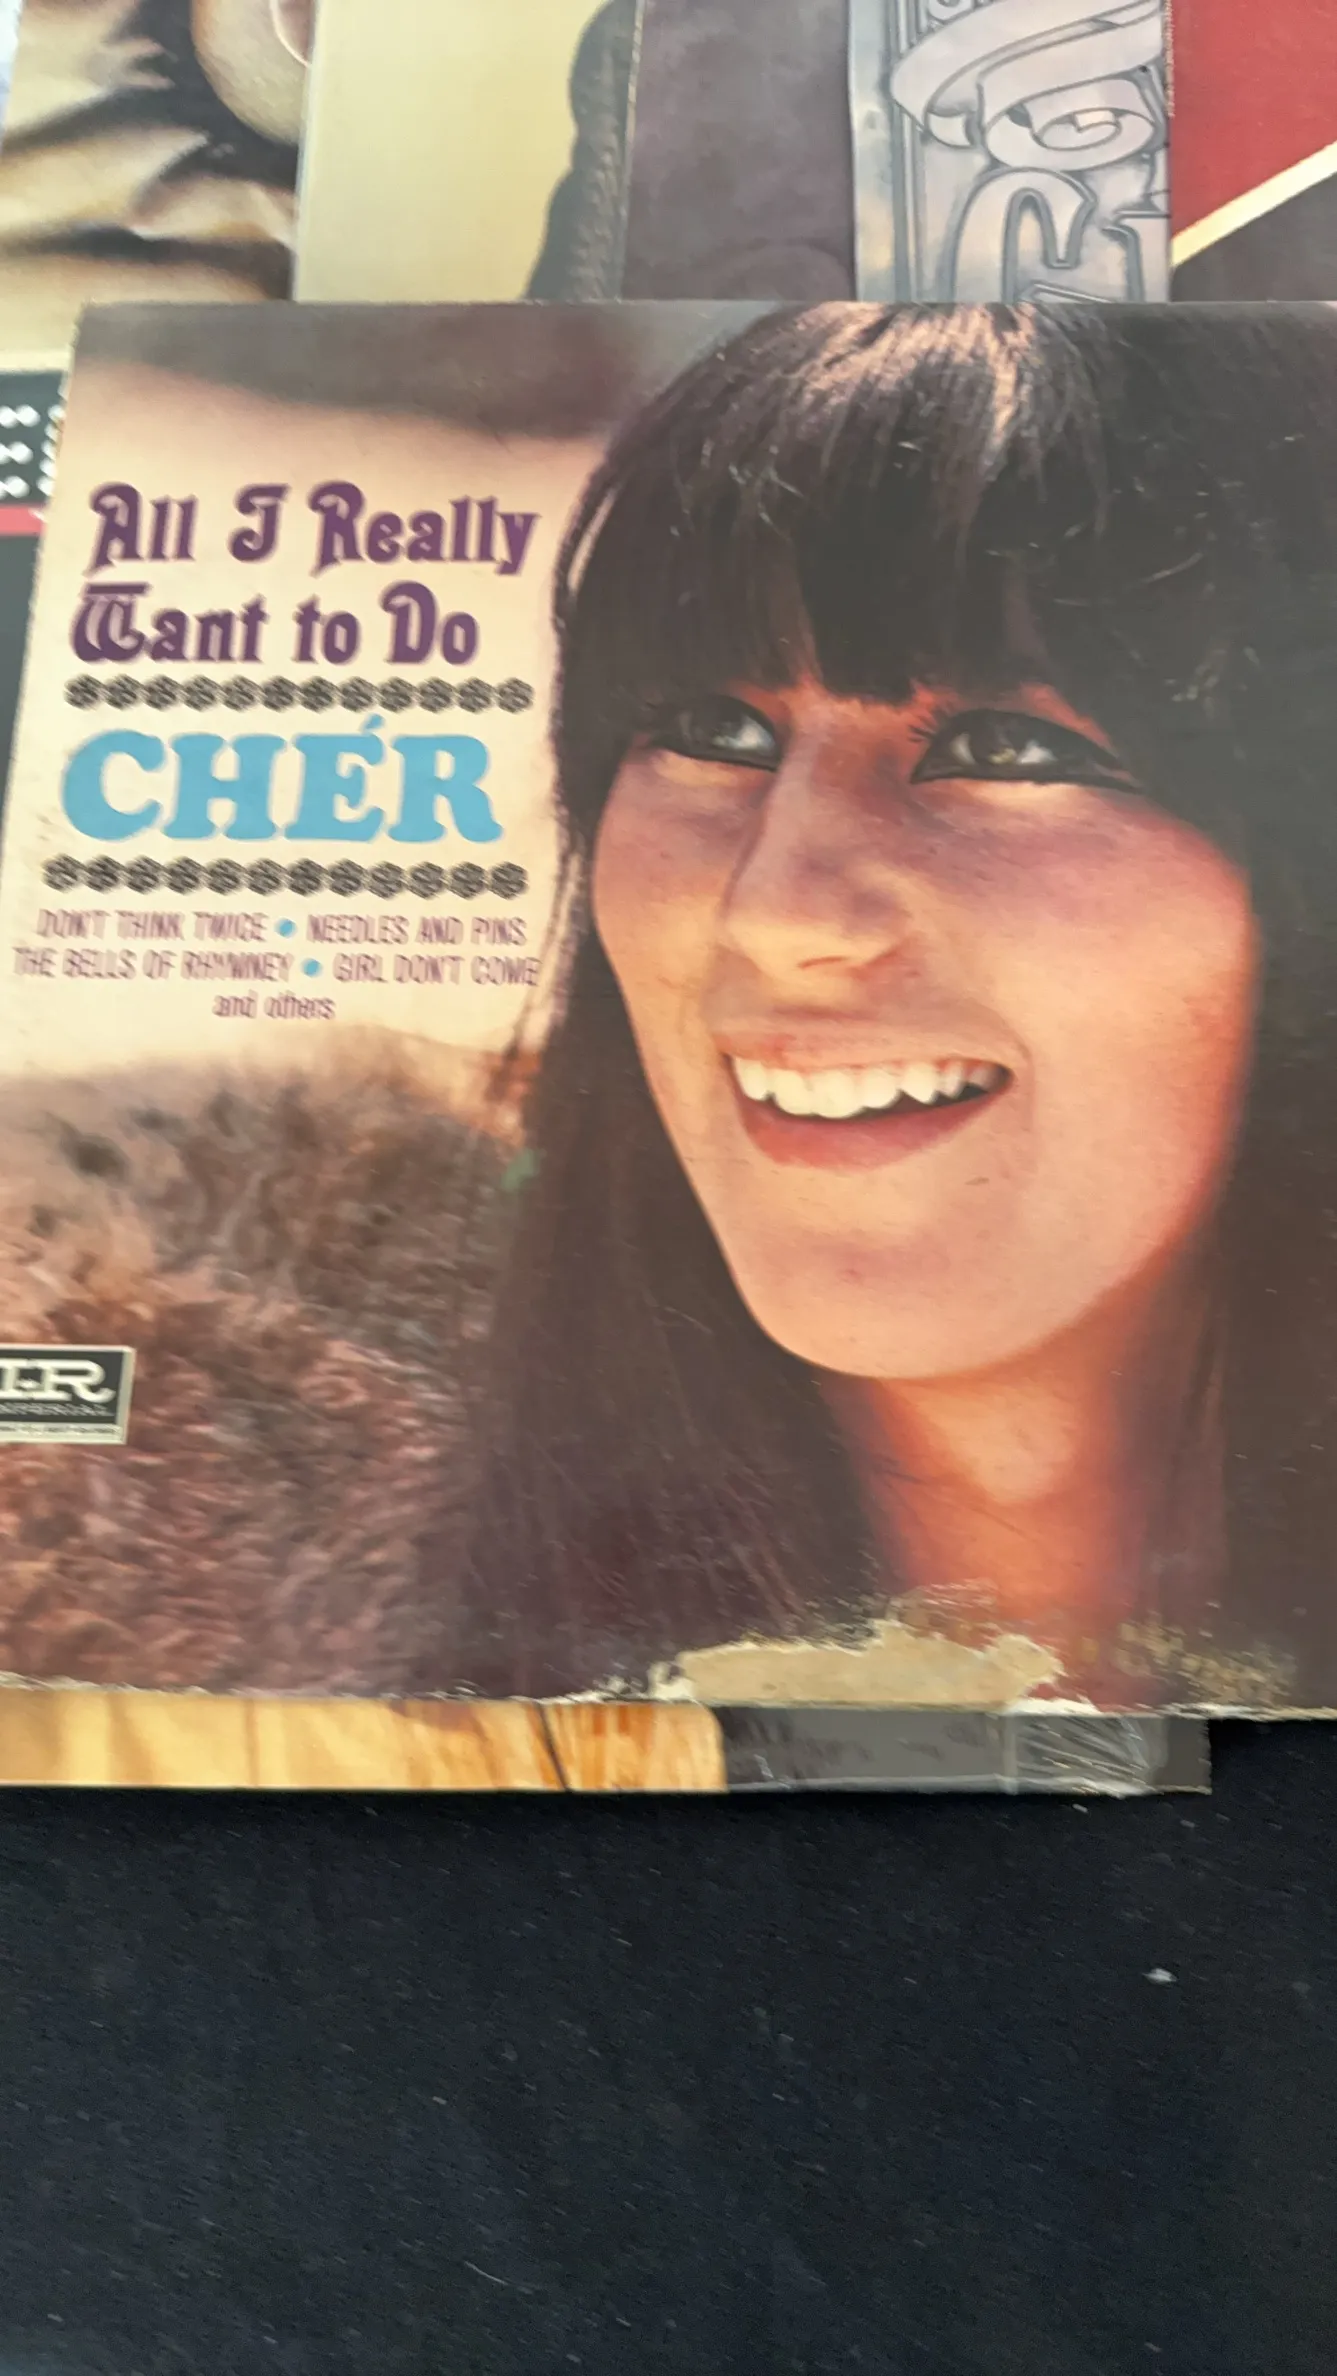 All I Really
Want to Do
CHÉR
DON'T THINK TWICE • NEEDLES AND PINS
THE BELLS OF RHYMNEY • GIRL DON'T COME
and others
I-R
IMPERIAL